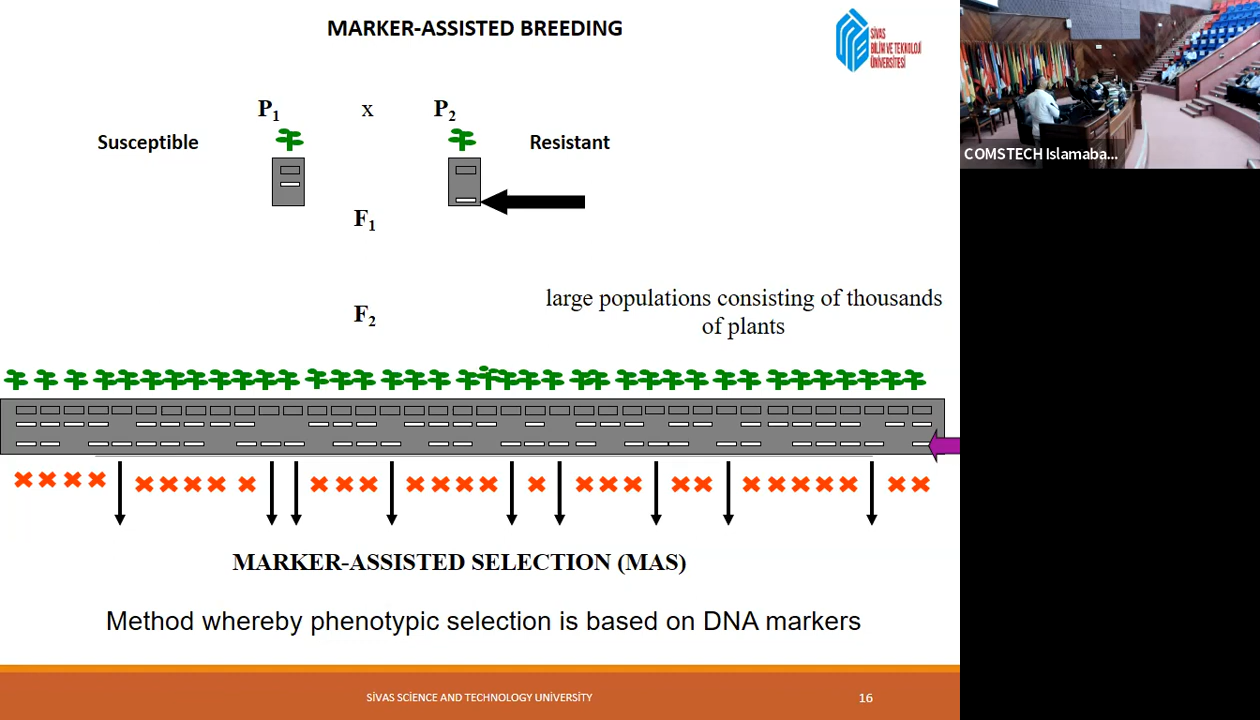 MARKER-ASSISTED BREEDING
SİVAS
BİLİM VE TEKNOLOJİ
ÜNİVERSİTESİ
P1 x P2
Susceptible Resistant
F1
F2
large populations consisting of thousands
of plants
MARKER-ASSISTED SELECTION (MAS)
Method whereby phenotypic selection is based on DNA markers
SİVAS SCİENCE AND TECHNOLOGY UNİVERSİTY
16
COMSTECH Islamaba...